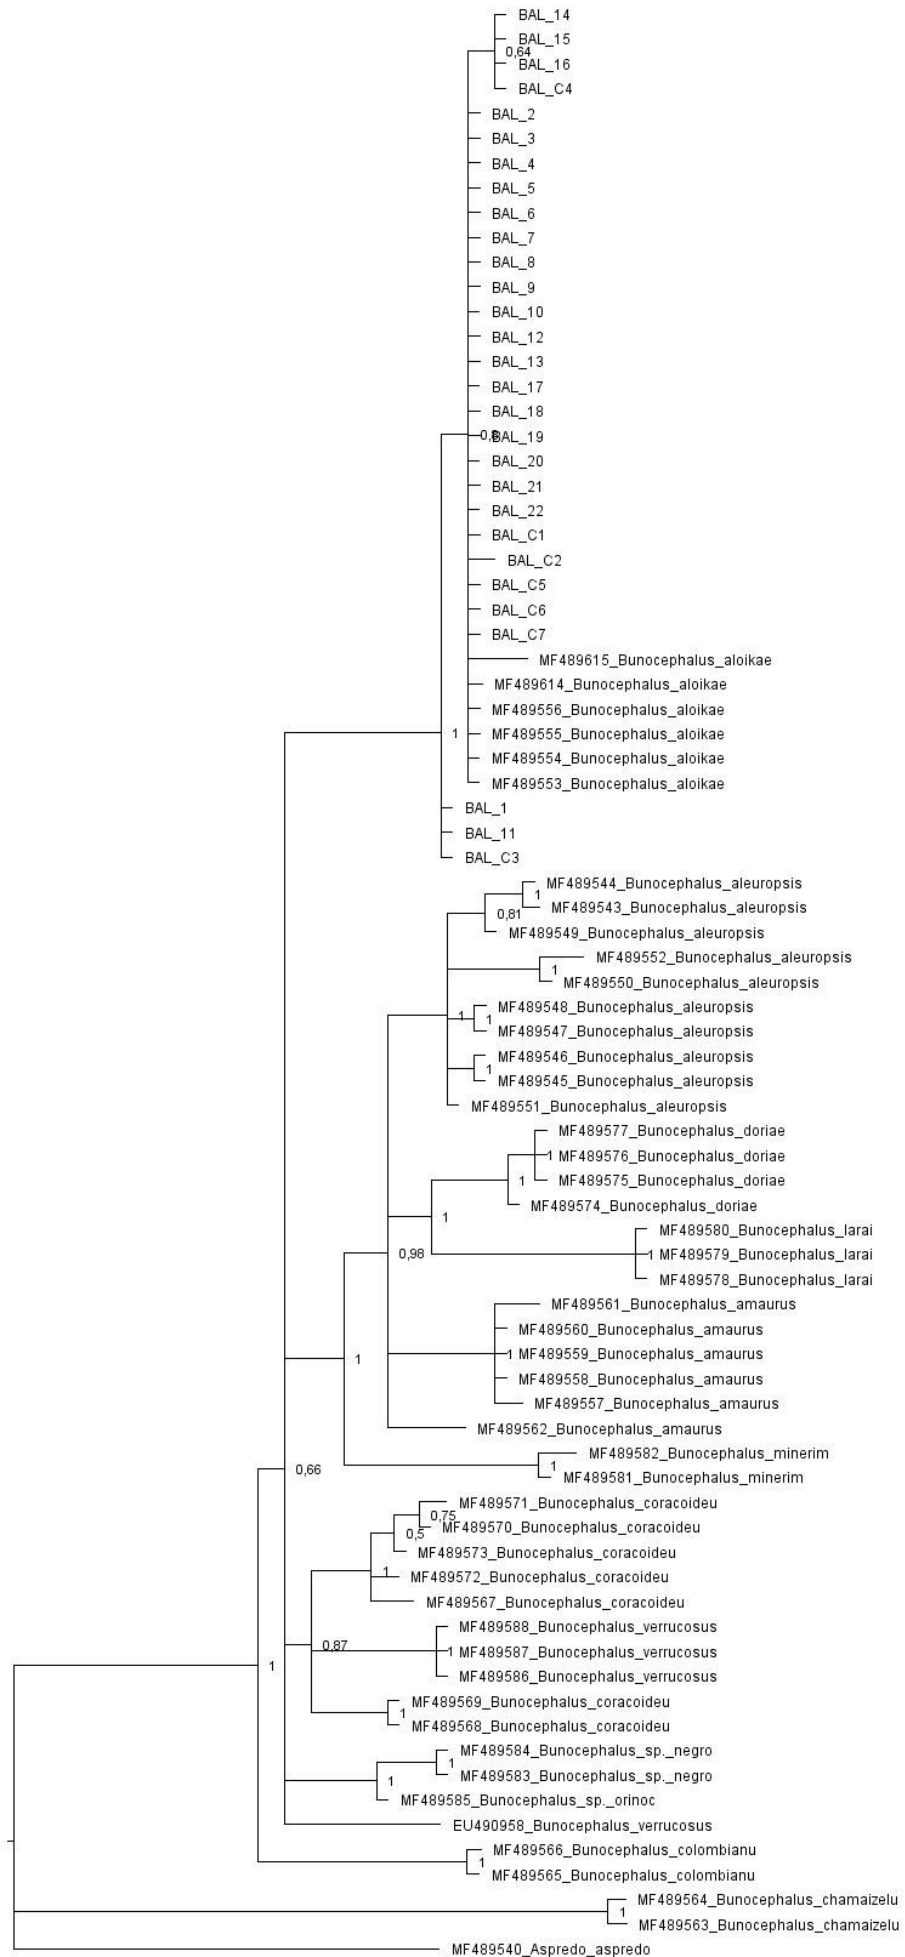 BAL_14
BAL_15
0,64
BAL_16
BAL_C4
BAL_2
BAL_3
BAL_4
BAL_5
BAL_6
BAL_7
BAL_8
BAL_9
BAL_10
BAL_12
BAL_13
BAL_17
BAL_18
BAL_19
BAL_20
BAL_21
BAL_22
BAL_C1
BAL_C2
BAL_C5
BAL_C6
BAL_C7
MF489615_Bunocephalus_aloikae
MF489614_Bunocephalus_aloikae
MF489556_Bunocephalus_aloikae
1 MF489555_Bunocephalus_aloikae
MF489554_Bunocephalus_aloikae
MF489553_Bunocephalus_aloikae
BAL_1
BAL_11
BAL_C3
MF489544_Bunocephalus_aleuropsis
1
MF489543_Bunocephalus_aleuropsis
0,81
MF489549_Bunocephalus_aleuropsis
MF489552_Bunocephalus_aleuropsis
1
MF489550_Bunocephalus_aleuropsis
MF489548_Bunocephalus_aleuropsis
1 1
MF489547_Bunocephalus_aleuropsis
MF489546_Bunocephalus_aleuropsis
1
MF489545_Bunocephalus_aleuropsis
MF489551_Bunocephalus_aleuropsis
MF489577_Bunocephalus_doriae
1 MF489576_Bunocephalus_doriae
1 MF489575_Bunocephalus_doriae
MF489574_Bunocephalus_doriae
1
MF489580_Bunocephalus_larai
0,98 1 MF489579_Bunocephalus_larai
MF489578_Bunocephalus_larai
MF489561_Bunocephalus_amaurus
MF489560_Bunocephalus_amaurus
1 1 MF489559_Bunocephalus_amaurus
MF489558_Bunocephalus_amaurus
MF489557_Bunocephalus_amaurus
MF489562_Bunocephalus_amaurus
MF489582_Bunocephalus_minerim
0,66 1
MF489581_Bunocephalus_minerim
MF489571_Bunocephalus_coracoideu
0,75
MF489570_Bunocephalus_coracoideu
0,5
MF489573_Bunocephalus_coracoideu
1 MF489572_Bunocephalus_coracoideu
MF489567_Bunocephalus_coracoideu
MF489588_Bunocephalus_verrucosus
0,87 1 MF489587_Bunocephalus_verrucosus
1 MF489586_Bunocephalus_verrucosus
MF489569_Bunocephalus_coracoideu
1
MF489568_Bunocephalus_coracoideu
MF489584_Bunocephalus_sp._negro
1
MF489583_Bunocephalus_sp._negro
1
MF489585_Bunocephalus_sp._orinoc
EU490958_Bunocephalus_verrucosus
MF489566_Bunocephalus_colombianu
1
MF489565_Bunocephalus_colombianu
MF489564_Bunocephalus_chamaizelu
1
MF489563_Bunocephalus_chamaizelu
MF489540_Aspredo_aspredo